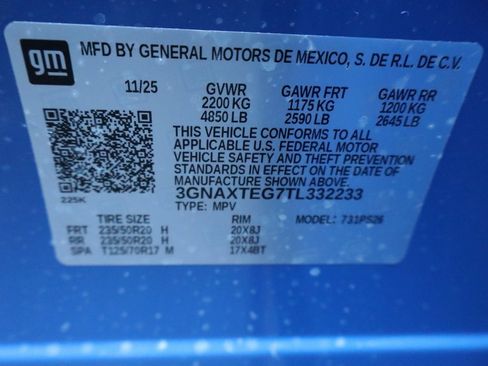 gm
MFD BY GENERAL MOTORS DE MEXICO, S. DE R.L. DE C.V.
11/25 GVWR GAWR FRT GAWR RR
2200 KG 1175 KG 1200 KG
4850 LB 2590 LB 2645 LB
THIS VEHICLE CONFORMS TO ALL
APPLICABLE U.S. FEDERAL MOTOR
VEHICLE SAFETY AND THEFT PREVENTION
STANDARDS IN EFFECT ON THE DATE OF
MANUFACTURE SHOWN ABOVE.
225K 3GNAXTEG7TL332233
TYPE: MPV MODEL: 731PS26
TIRE SIZE RIM
FRT 235/50R20 H 20X8J
RR 235/50R20 H 20X8J
SPA T125/70R17 M 17X4BT